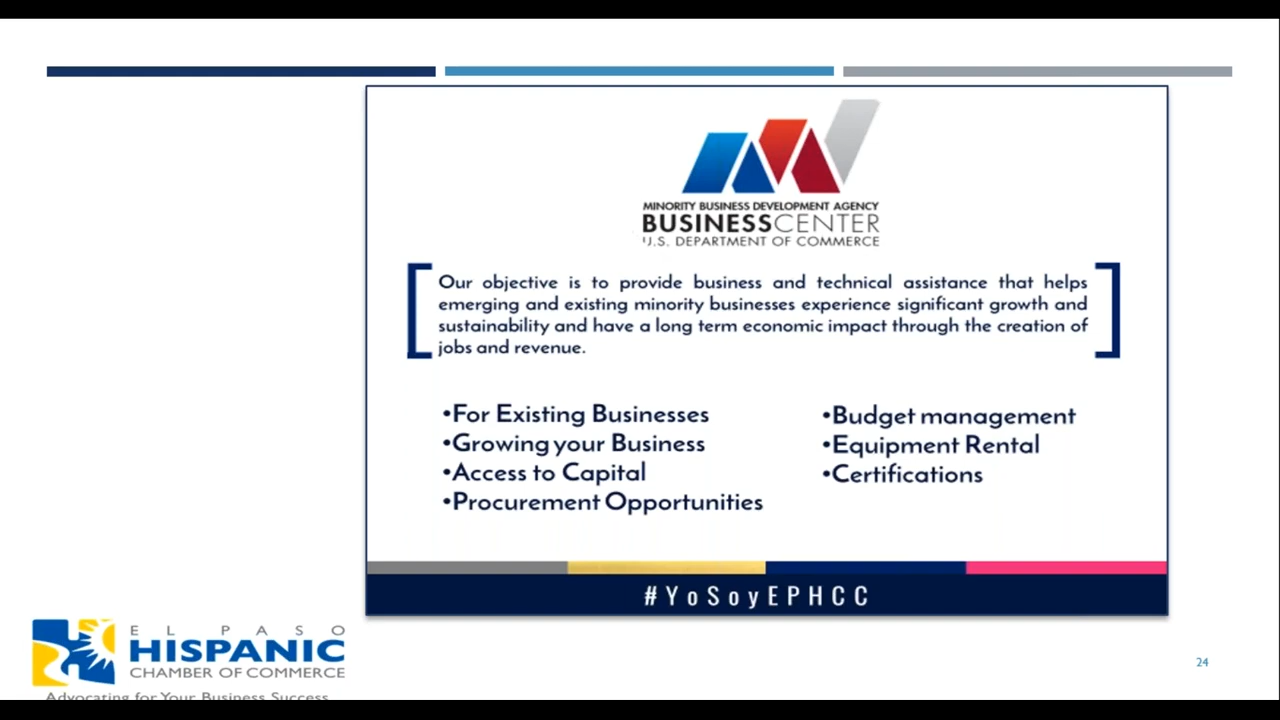 MINORITY BUSINESS DEVELOPMENT AGENCY
BUSINESSCENTER
U.S. DEPARTMENT OF COMMERCE
Our objective is to provide business and technical assistance that helps
emerging and existing minority businesses experience significant growth and
sustainability and have a long term economic impact through the creation of
jobs and revenue.
•For Existing Businesses
•Growing your Business
•Access to Capital
•Procurement Opportunities
•Budget management
•Equipment Rental
•Certifications
#YoSoyEPHCC
EL PASO
HISPANIC
CHAMBER OF COMMERCE
Advocating for Your Business Success
24